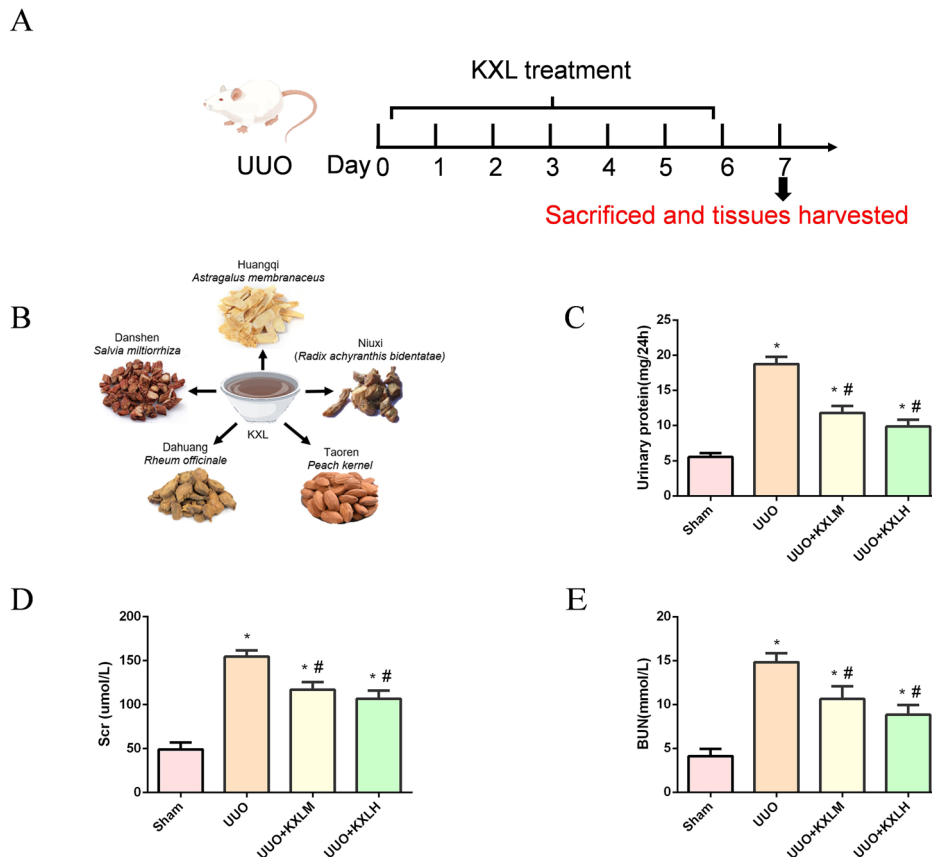 A
KXL treatment
UUO
Day 0 1 2 3 4 5 6 7
Sacrificed and tissues harvested
B
Huangqi
Astragalus membranaceus
Danshen
Salvia miltiorrhiza
Niuxi
(Radix achyranthis bidentatae)
KXL
Dahuang
Rheum officinale
Taoren
Peach kernel
C
Urinary protein(mg/24h)
25
20
15
10
5
0
*
* #
* #
Sham
UUO
UUO+KXLM
UUO+KXLH
D
Scr (umol/L)
200
150
100
50
0
*
* #
* #
Sham
UUO
UUO+KXLM
UUO+KXLH
E
BUN(mmol/L)
20
15
10
5
0
*
* #
* #
Sham
UUO
UUO+KXLM
UUO+KXLH